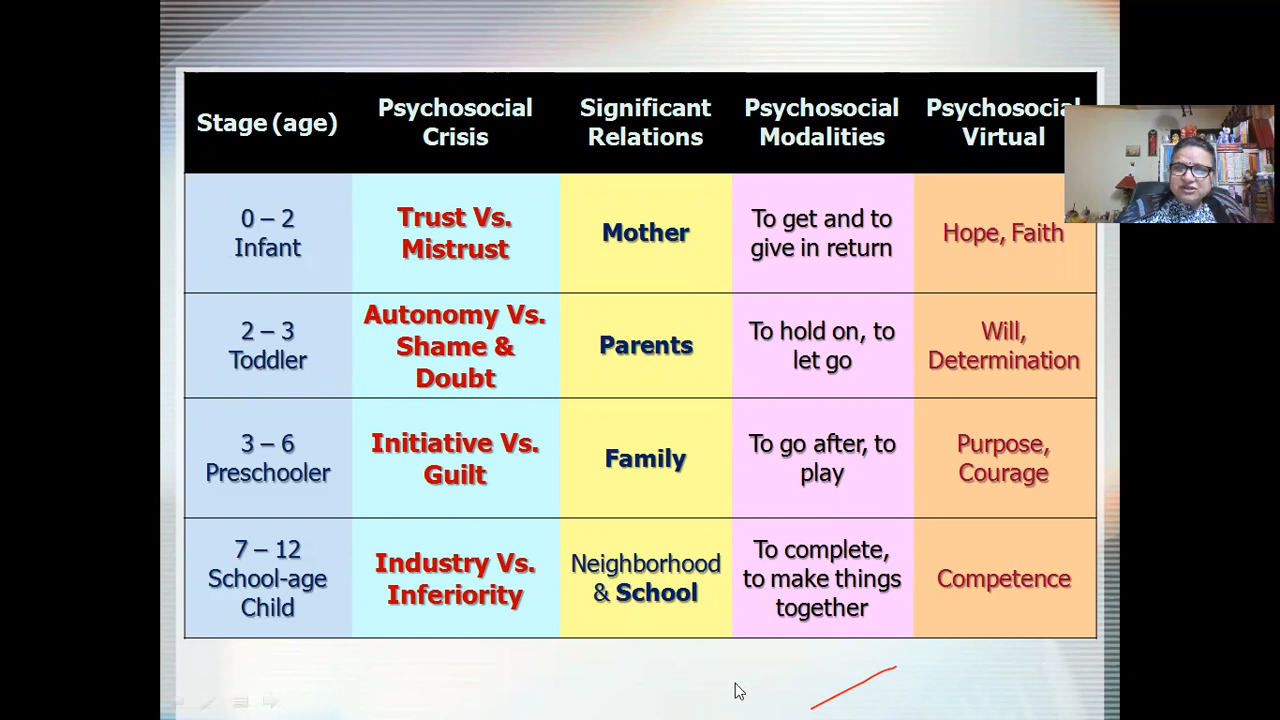 Stage (age)
Psychosocial
Crisis
Significant
Relations
Psychosocial
Modalities
Psychosocial
Virtual
0 – 2
Infant
Trust Vs.
Mistrust
Mother
To get and to
give in return
Hope, Faith
2 – 3
Toddler
Autonomy Vs.
Shame &
Doubt
Parents
To hold on, to
let go
Will,
Determination
3 – 6
Preschooler
Initiative Vs.
Guilt
Family
To go after, to
play
Purpose,
Courage
7 – 12
School-age
Child
Industry Vs.
Inferiority
Neighborhood
& School
To complete,
to make things
together
Competence